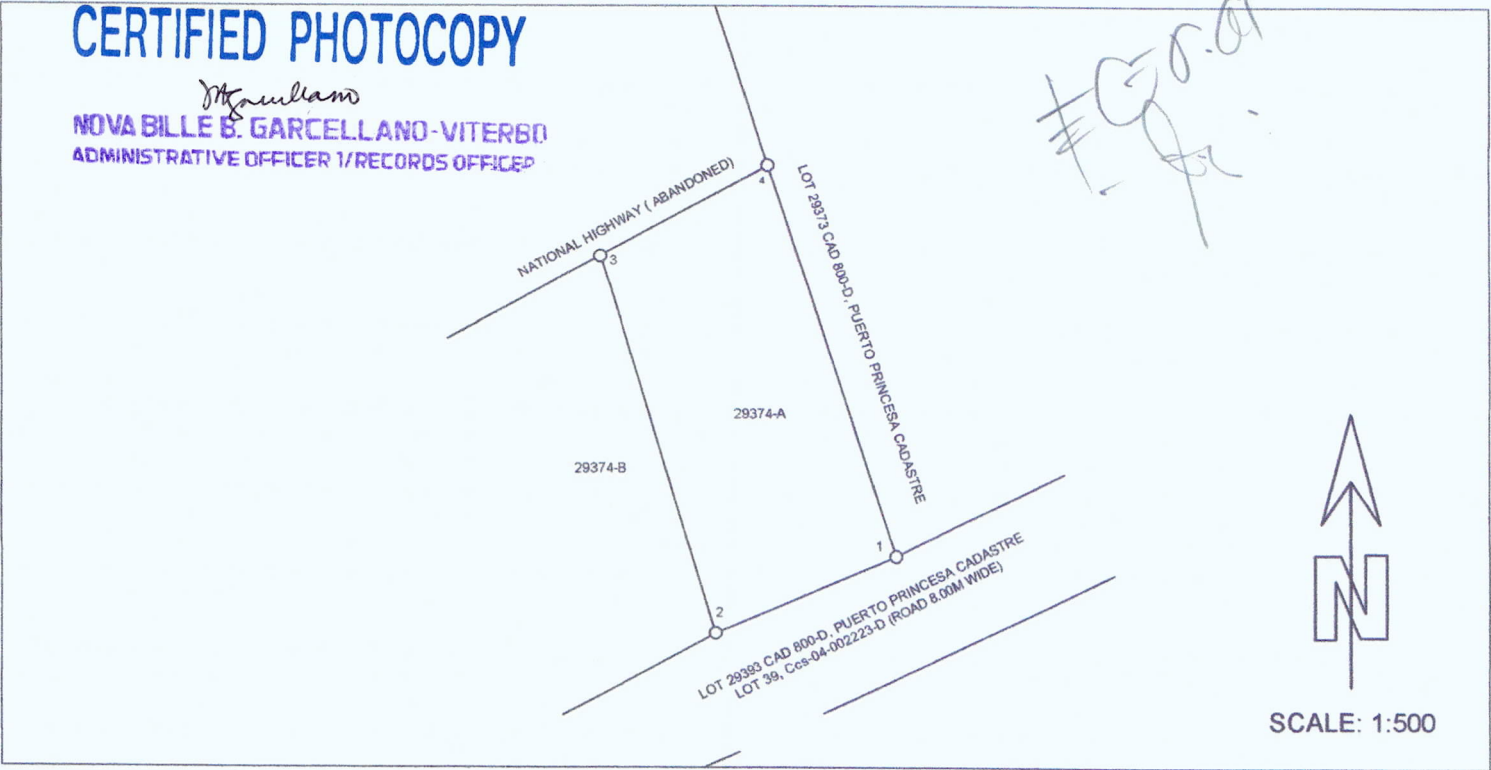 CERTIFIED PHOTOCOPY
NOVA BILLE B. GARCELLANO-VITERBO
ADMINISTRATIVE OFFICER 1/RECORDS OFFICER
NATIONAL HIGHWAY ( ABANDONED)
4
3
LOT 29373 CAD 800-D, PUERTO PRINCESA CADASTRE
29374-A
29374-B
1
2
LOT 29393 CAD 800-D, PUERTO PRINCESA CADASTRE
LOT 39, Ccs-04-002223-D (ROAD 8.00M WIDE)
N
SCALE: 1:500